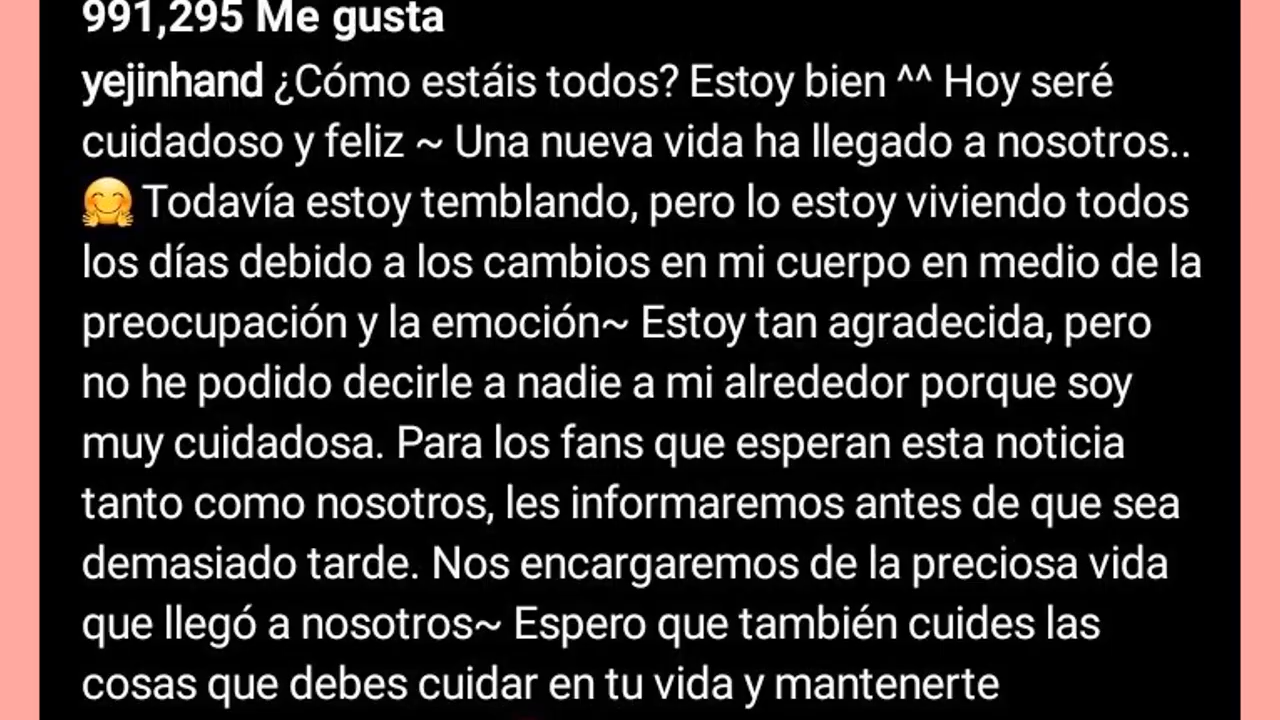 991,295 Me gusta
yejinhand ¿Cómo estáis todos? Estoy bien ^^ Hoy seré
cuidadoso y feliz ~ Una nueva vida ha llegado a nosotros..
🤗 Todavía estoy temblando, pero lo estoy viviendo todos
los días debido a los cambios en mi cuerpo en medio de la
preocupación y la emoción~ Estoy tan agradecida, pero
no he podido decirle a nadie a mi alrededor porque soy
muy cuidadosa. Para los fans que esperan esta noticia
tanto como nosotros, les informaremos antes de que sea
demasiado tarde. Nos encargaremos de la preciosa vida
que llegó a nosotros~ Espero que también cuides las
cosas que debes cuidar en tu vida y mantenerte